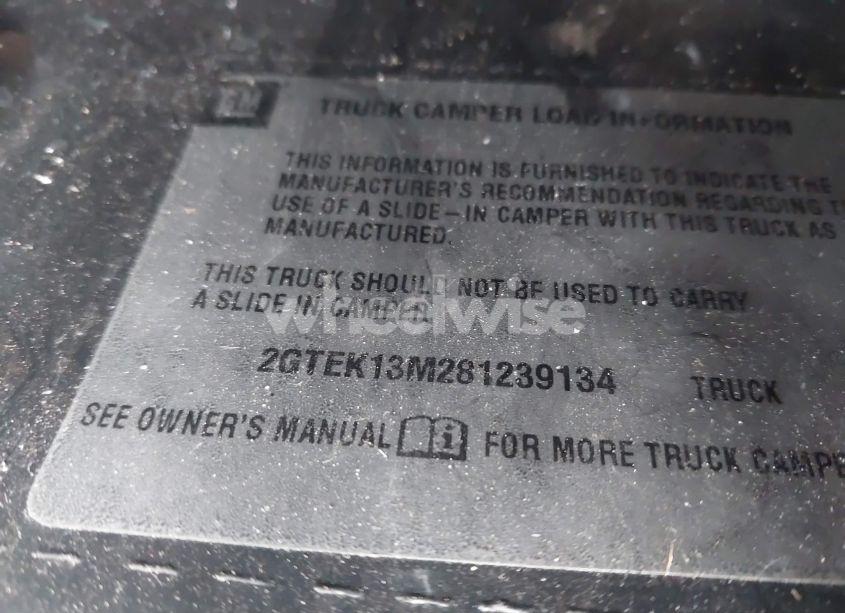 GM TRUCK CAMPER LOAD INFORMATION
THIS INFORMATION IS FURNISHED TO INDICATE THE
MANUFACTURER'S RECOMMENDATION REGARDING
USE OF A SLIDE-IN CAMPER WITH THIS TRUCK AS
MANUFACTURED.
THIS TRUCK SHOULD NOT BE USED TO CARRY
A SLIDE IN CAMPER.
wheelwise
2GTEK13M281239134 TRUCK
SEE OWNER'S MANUAL FOR MORE TRUCK